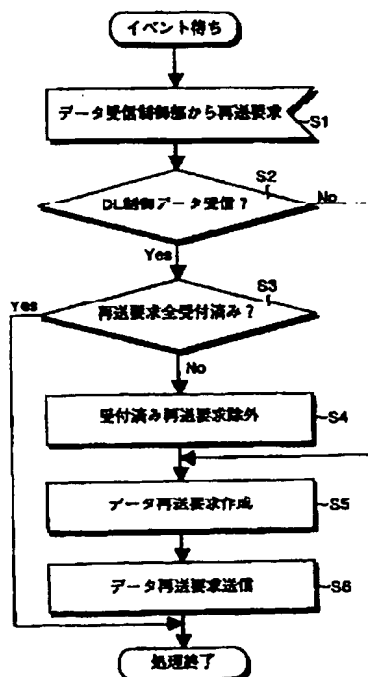 イベント待ち
データ受信制御部から再送要求
S1
S2
DL制御データ受信？
No
Yes
S3
Yes
再送要求全受付済み？
No
受付済み再送要求除外
S4
データ再送要求作成
S5
データ再送要求送信
S6
処理終了